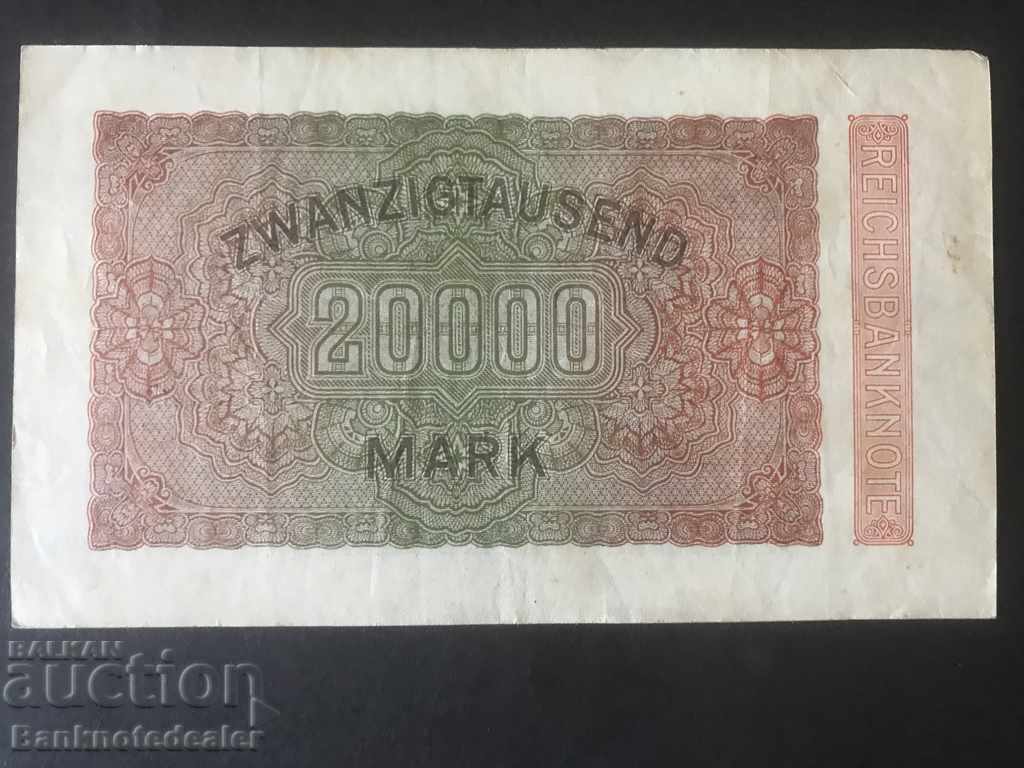 ZWANZIGTAUSEND
20000
MARK
REICHSBANKNOTE
BALKAN
auction
Banknotedealer